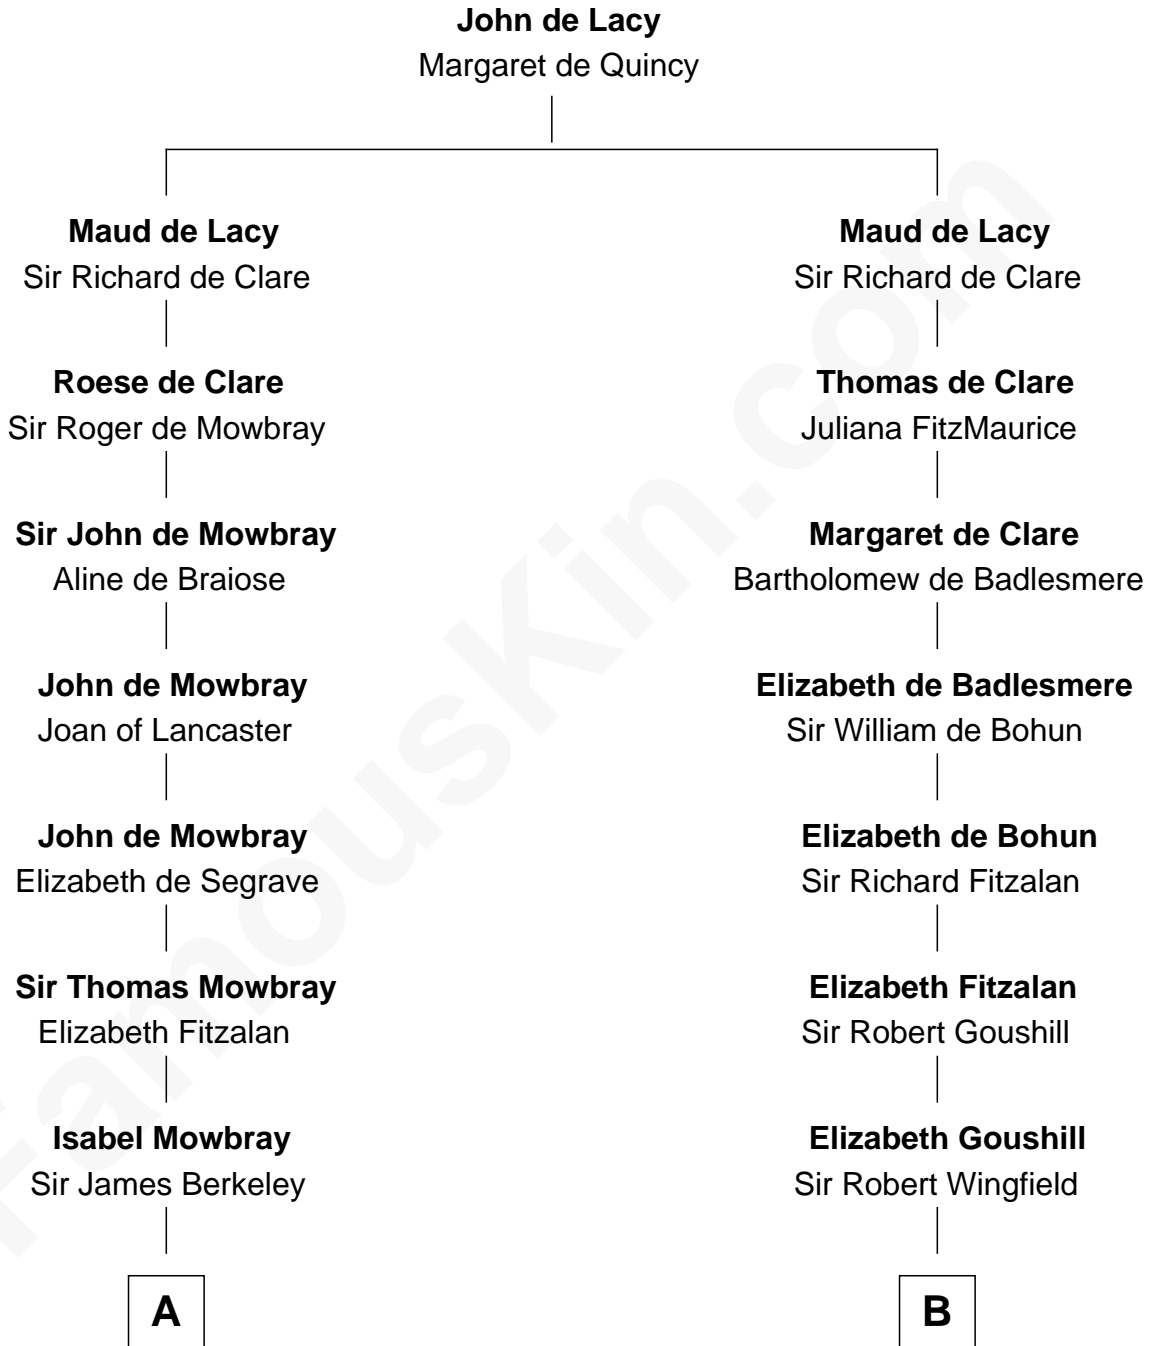 John de Lacy
Margaret de Quincy
Maud de Lacy
Sir Richard de Clare
Maud de Lacy
Sir Richard de Clare
Roese de Clare
Sir Roger de Mowbray
Thomas de Clare
Juliana FitzMaurice
Sir John de Mowbray
Aline de Braiose
Margaret de Clare
Bartholomew de Badlesmere
John de Mowbray
Joan of Lancaster
Elizabeth de Badlesmere
Sir William de Bohun
John de Mowbray
Elizabeth de Segrave
Elizabeth de Bohun
Sir Richard Fitzalan
Sir Thomas Mowbray
Elizabeth Fitzalan
Elizabeth Fitzalan
Sir Robert Goushill
Isabel Mowbray
Sir James Berkeley
Elizabeth Goushill
Sir Robert Wingfield
A
B
FamousKin.com